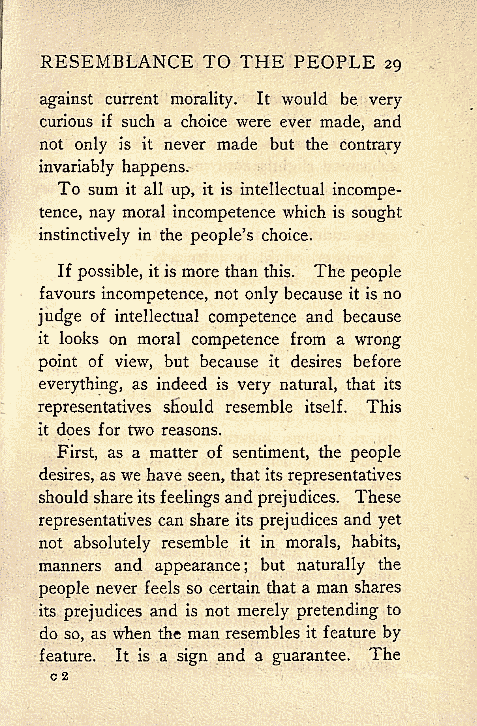 RESEMBLANCE TO THE PEOPLE 29
against current morality. It would be very
curious if such a choice were ever made, and
not only is it never made but the contrary
invariably happens.
To sum it all up, it is intellectual incompe-
tence, nay moral incompetence which is sought
instinctively in the people's choice.
If possible, it is more than this. The people
favours incompetence, not only because it is no
judge of intellectual competence and because
it looks on moral competence from a wrong
point of view, but because it desires before
everything, as indeed is very natural, that its
representatives should resemble itself. This
it does for two reasons.
First, as a matter of sentiment, the people
desires, as we have seen, that its representatives
should share its feelings and prejudices. These
representatives can share its prejudices and yet
not absolutely resemble it in morals, habits,
manners and appearance; but naturally the
people never feels so certain that a man shares
its prejudices and is not merely pretending to
do so, as when the man resembles it feature by
feature. It is a sign and a guarantee. The
C 2